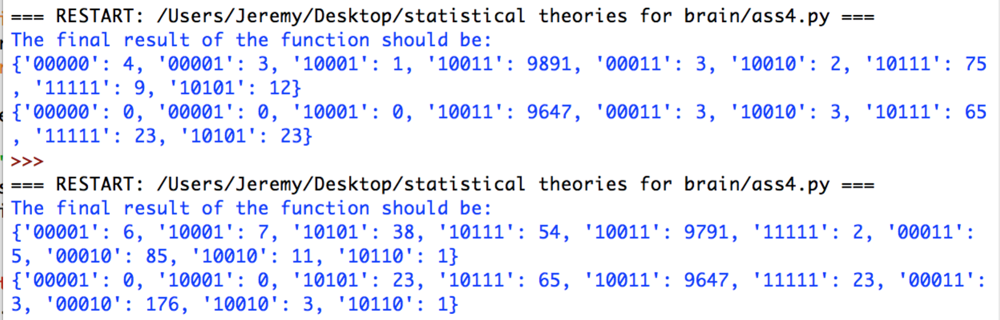 === RESTART: /Users/Jeremy/Desktop/statistical theories for brain/ass4.py ===
The final result of the function should be:
{'00000': 4, '00001': 3, '10001': 1, '10011': 9891, '00011': 3, '10010': 2, '10111': 75
, '11111': 9, '10101': 12}
{'00000': 0, '00001': 0, '10001': 0, '10011': 9647, '00011': 3, '10010': 3, '10111': 65
, '11111': 23, '10101': 23}
>>>
=== RESTART: /Users/Jeremy/Desktop/statistical theories for brain/ass4.py ===
The final result of the function should be:
{'00001': 6, '10001': 7, '10101': 38, '10111': 54, '10011': 9791, '11111': 2, '00011':
5, '00010': 85, '10010': 11, '10110': 1}
{'00001': 0, '10001': 0, '10101': 23, '10111': 65, '10011': 9647, '11111': 23, '00011':
3, '00010': 176, '10010': 3, '10110': 1}